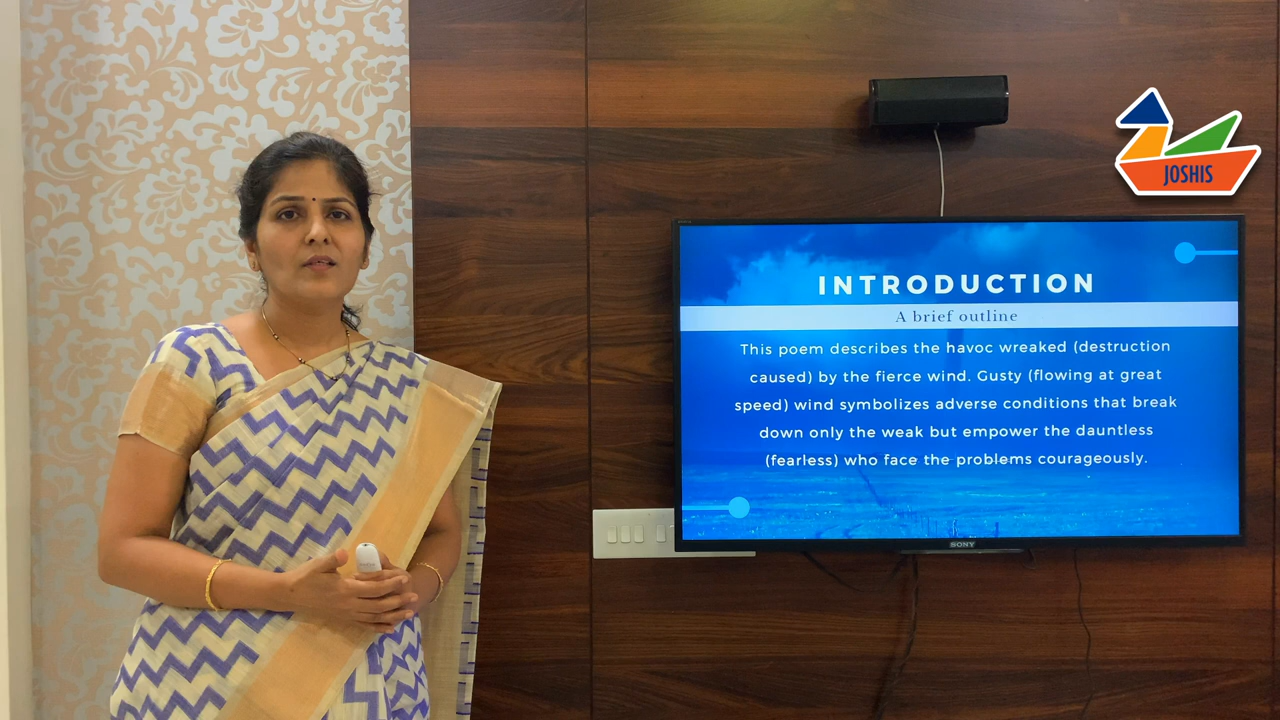 JOSHIS
INTRODUCTION
A brief outline
This poem describes the havoc wreaked (destruction
caused) by the fierce wind. Gusty (flowing at great
speed) wind symbolizes adverse conditions that break
down only the weak but empower the dauntless
(fearless) who face the problems courageously.
SONY